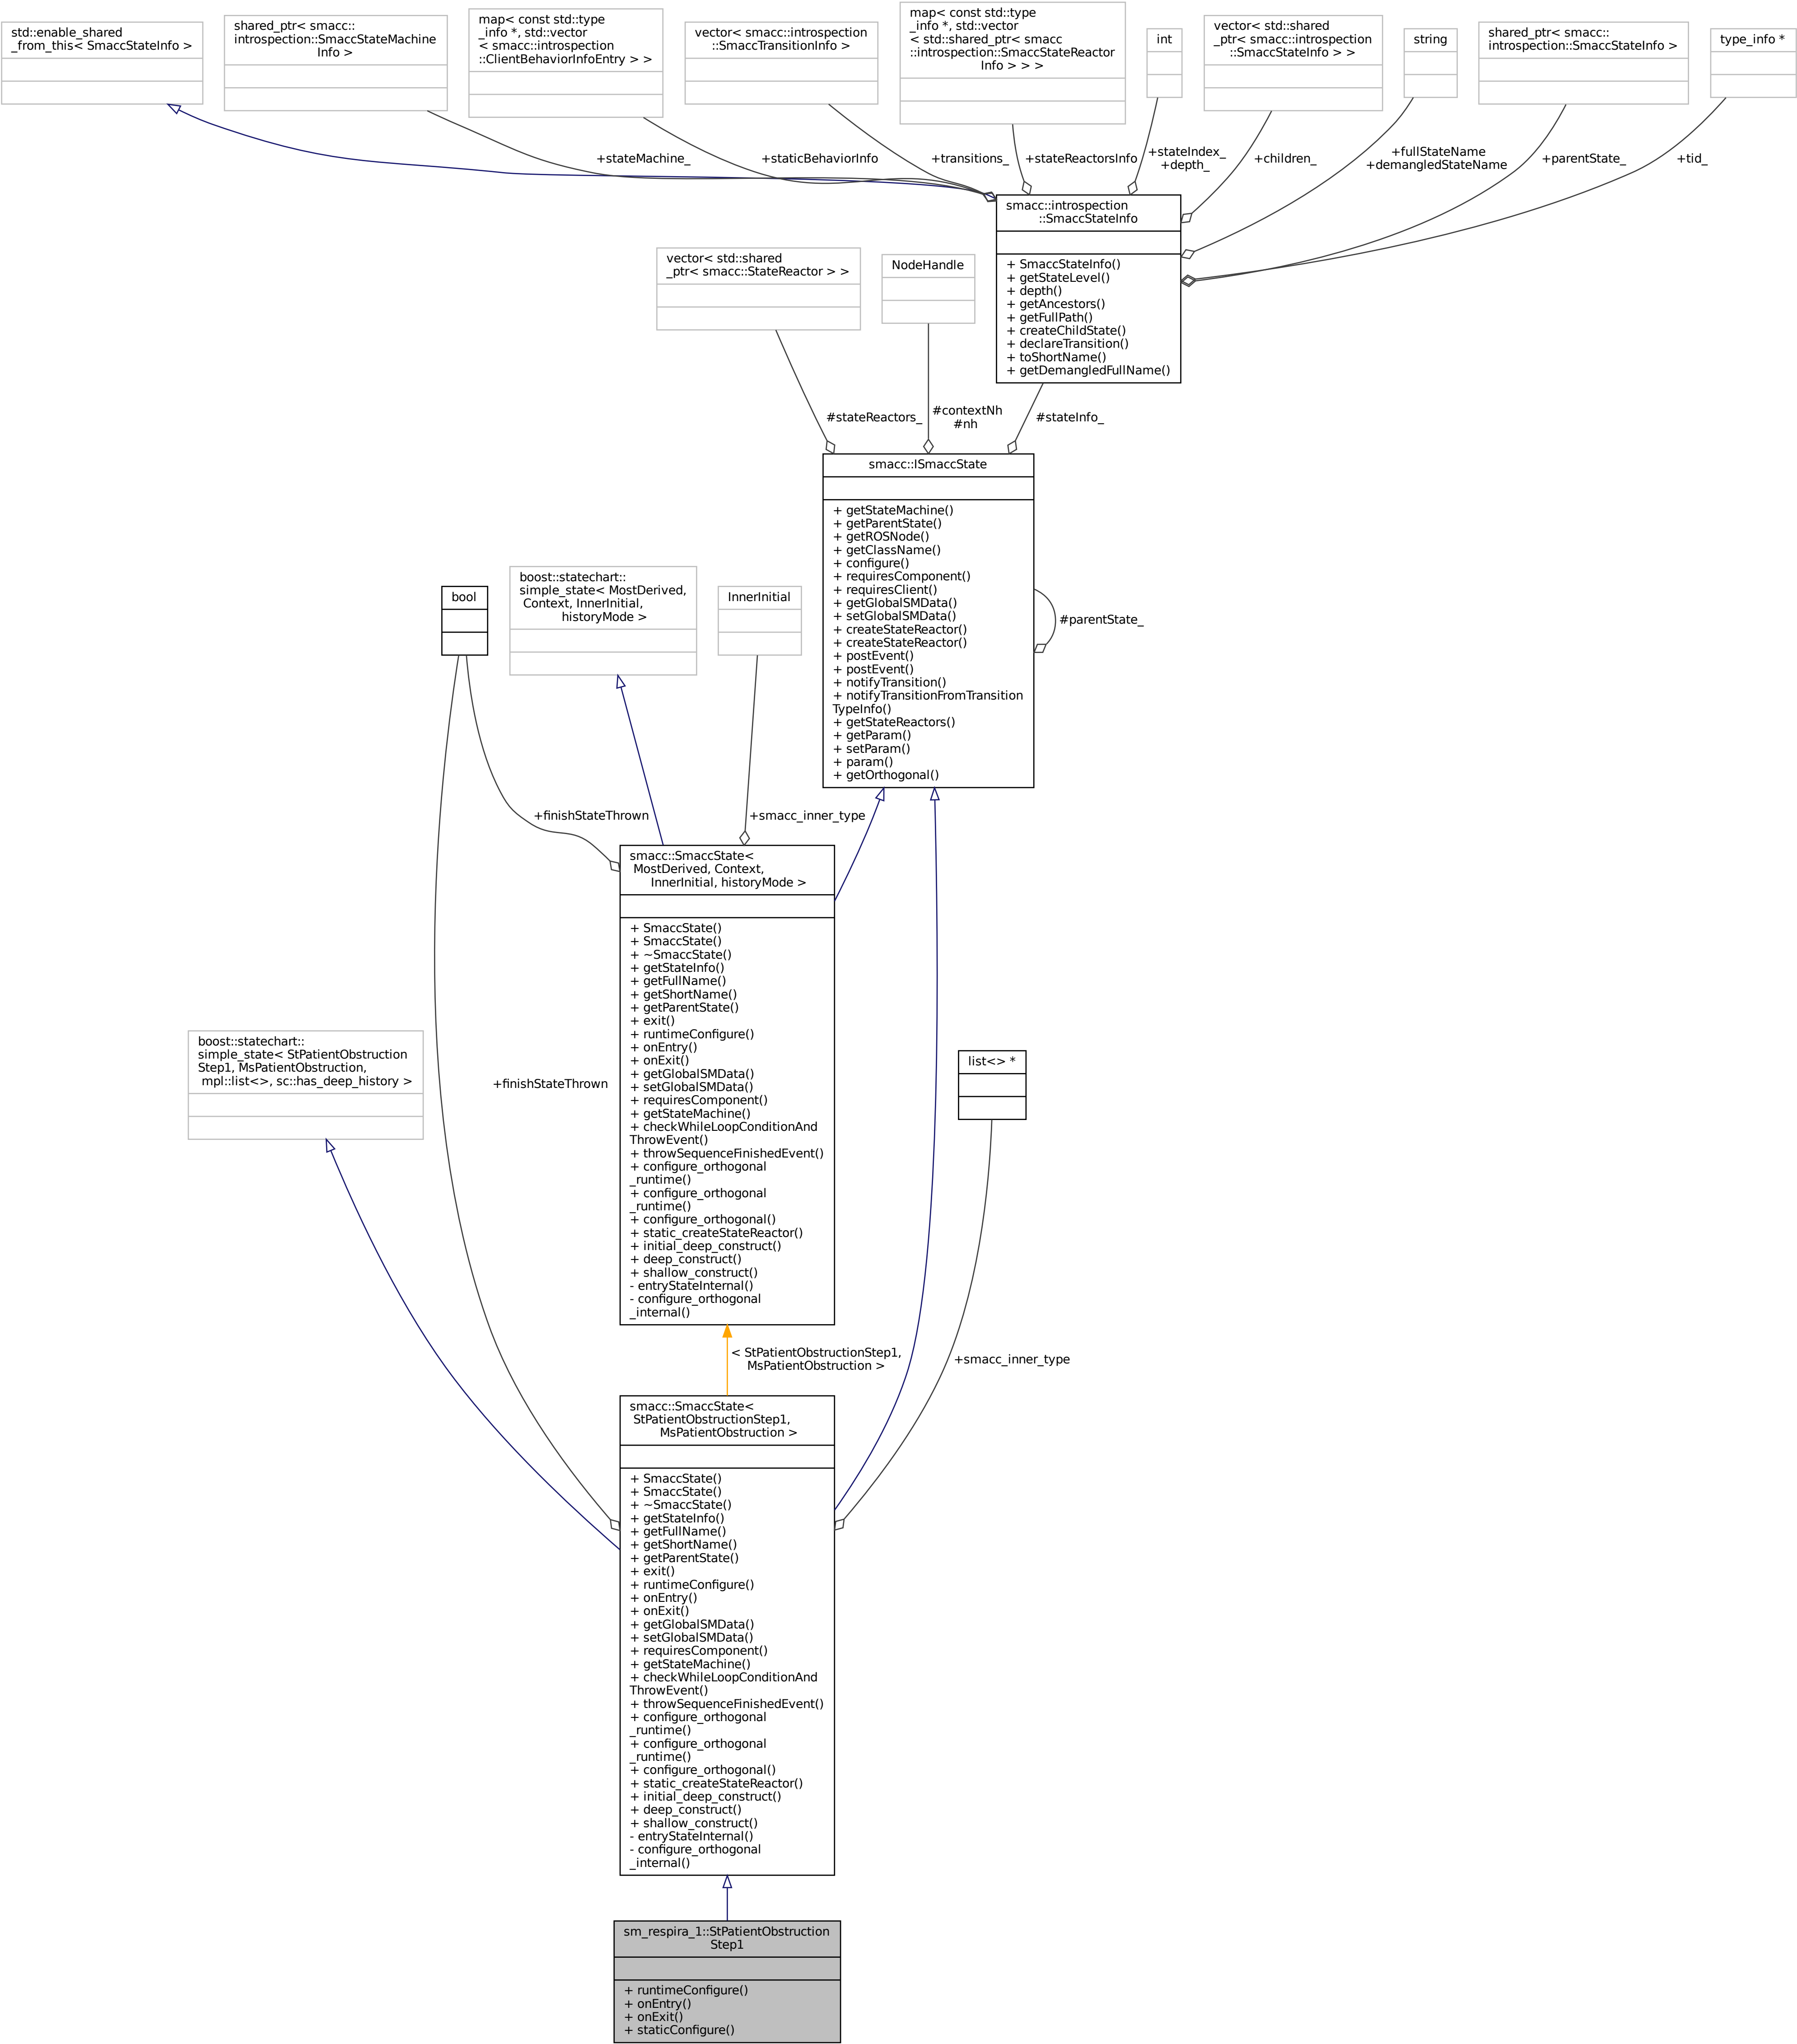 std::enable_shared
_from_this< SmaccStateInfo >
shared_ptr< smacc::
introspection::SmaccStateMachine
Info >
map< const std::type
_info *, std::vector
< smacc::introspection
::ClientBehaviorInfoEntry > >
vector< smacc::introspection
::SmaccTransitionInfo >
map< const std::type
_info *, std::vector
< std::shared_ptr< smacc
::introspection::SmaccStateReactor
Info > > >
int
vector< std::shared
_ptr< smacc::introspection
::SmaccStateInfo > >
string
shared_ptr< smacc::
introspection::SmaccStateInfo >
type_info *
+stateMachine_
+staticBehaviorInfo
+transitions_
+stateReactorsInfo
+stateIndex_
+depth_
+children_
+fullStateName
+demangledStateName
+parentState_
+tid_
smacc::introspection
::SmaccStateInfo
+ SmaccStateInfo()
+ getStateLevel()
+ depth()
+ getAncestors()
+ getFullPath()
+ createChildState()
+ declareTransition()
+ toShortName()
+ getDemangledFullName()
vector< std::shared
_ptr< smacc::StateReactor > >
NodeHandle
#stateReactors_
#contextNh
#nh
#stateInfo_
smacc::ISmaccState
+ getStateMachine()
+ getParentState()
+ getROSNode()
+ getClassName()
+ configure()
+ requiresComponent()
+ requiresClient()
+ getGlobalSMData()
+ setGlobalSMData()
+ createStateReactor()
+ createStateReactor()
+ postEvent()
+ postEvent()
+ notifyTransition()
+ notifyTransitionFromTransition
TypeInfo()
+ getStateReactors()
+ getParam()
+ setParam()
+ param()
+ getOrthogonal()
#parentState_
bool
boost::statechart::
simple_state< MostDerived,
Context, InnerInitial,
historyMode >
InnerInitial
+finishStateThrown
+smacc_inner_type
smacc::SmaccState<
MostDerived, Context,
InnerInitial, historyMode >
+ SmaccState()
+ SmaccState()
+ ~SmaccState()
+ getStateInfo()
+ getFullName()
+ getShortName()
+ getParentState()
+ exit()
+ runtimeConfigure()
+ onEntry()
+ onExit()
+ getGlobalSMData()
+ setGlobalSMData()
+ requiresComponent()
+ getStateMachine()
+ checkWhileLoopConditionAnd
ThrowEvent()
+ throwSequenceFinishedEvent()
+ configure_orthogonal
_runtime()
+ configure_orthogonal
_runtime()
+ configure_orthogonal()
+ static_createStateReactor()
+ initial_deep_construct()
+ deep_construct()
+ shallow_construct()
- entryStateInternal()
- configure_orthogonal
_internal()
boost::statechart::
simple_state< StPatientObstruction
Step1, MsPatientObstruction,
mpl::list<>, sc::has_deep_history >
+finishStateThrown
list<> *
< StPatientObstructionStep1,
MsPatientObstruction >
+smacc_inner_type
smacc::SmaccState<
StPatientObstructionStep1,
MsPatientObstruction >
+ SmaccState()
+ SmaccState()
+ ~SmaccState()
+ getStateInfo()
+ getFullName()
+ getShortName()
+ getParentState()
+ exit()
+ runtimeConfigure()
+ onEntry()
+ onExit()
+ getGlobalSMData()
+ setGlobalSMData()
+ requiresComponent()
+ getStateMachine()
+ checkWhileLoopConditionAnd
ThrowEvent()
+ throwSequenceFinishedEvent()
+ configure_orthogonal
_runtime()
+ configure_orthogonal
_runtime()
+ configure_orthogonal()
+ static_createStateReactor()
+ initial_deep_construct()
+ deep_construct()
+ shallow_construct()
- entryStateInternal()
- configure_orthogonal
_internal()
sm_respira_1::StPatientObstruction
Step1
+ runtimeConfigure()
+ onEntry()
+ onExit()
+ staticConfigure()